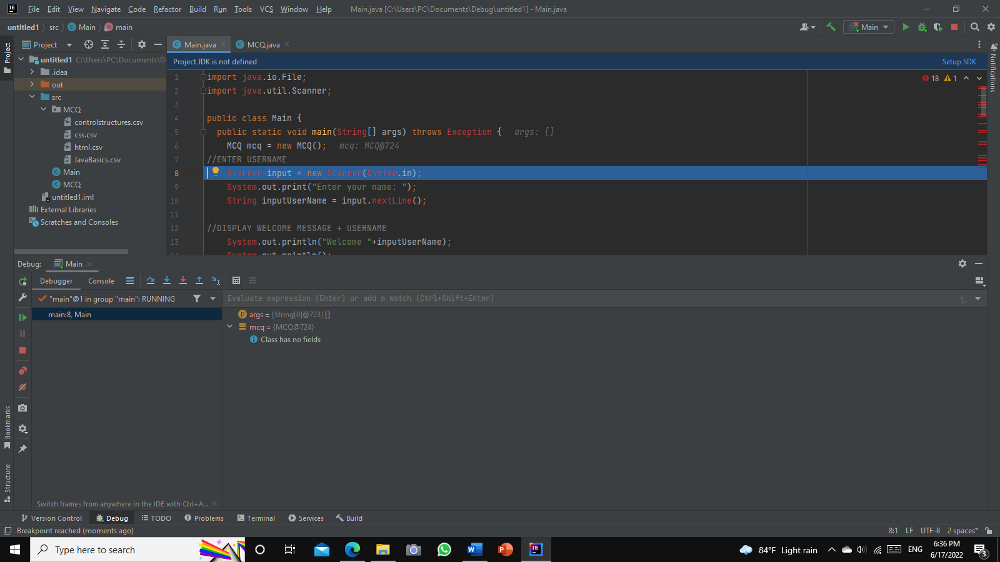 File Edit View Navigate Code Refactor Build Run Tools VCS Window Help Main.java [C:\Users\PC\Documents\Debug\untitled1] - Main.java
untitled1 src Main main Main
Project Main.java MCQ.java
Project JDK is not defined Setup SDK
untitled1 C:\Users\PC\Documents\D
.idea
out
src
MCQ
controlstructures.csv
css.csv
html.csv
JavaBasics.csv
Main
MCQ
untitled1.iml
External Libraries
Scratches and Consoles
18 1
1 import java.io.File;
2 import java.util.Scanner;
3
4 public class Main {
5 public static void main(String[] args) throws Exception { args: []
6 MCQ mcq = new MCQ(); mcq: MCQ@724
7 //ENTER USERNAME
8 Scanner input = new Scanner(System.in);
9 System.out.print("Enter your name: ");
10 String inputUserName = input.nextLine();
11
12 //DISPLAY WELCOME MESSAGE + USERNAME
13 System.out.println("Welcome "+inputUserName);
System.out.println();
Project
Notifications
Bookmarks
Structure
Debug: Main
Debugger Console
"main"@1 in group "main": RUNNING
Evaluate expression (Enter) or add a watch (Ctrl+Shift+Enter)
main:8, Main
args = {String[0]@723} []
mcq = {MCQ@724}
Class has no fields
Switch frames from anywhere in the IDE with Ctrl+A...
Version Control Debug TODO Problems Terminal Services Build
Breakpoint reached (moments ago) 8:1 LF UTF-8 2 spaces*
Type here to search
84°F Light rain ENG
6:36 PM
6/17/2022
3